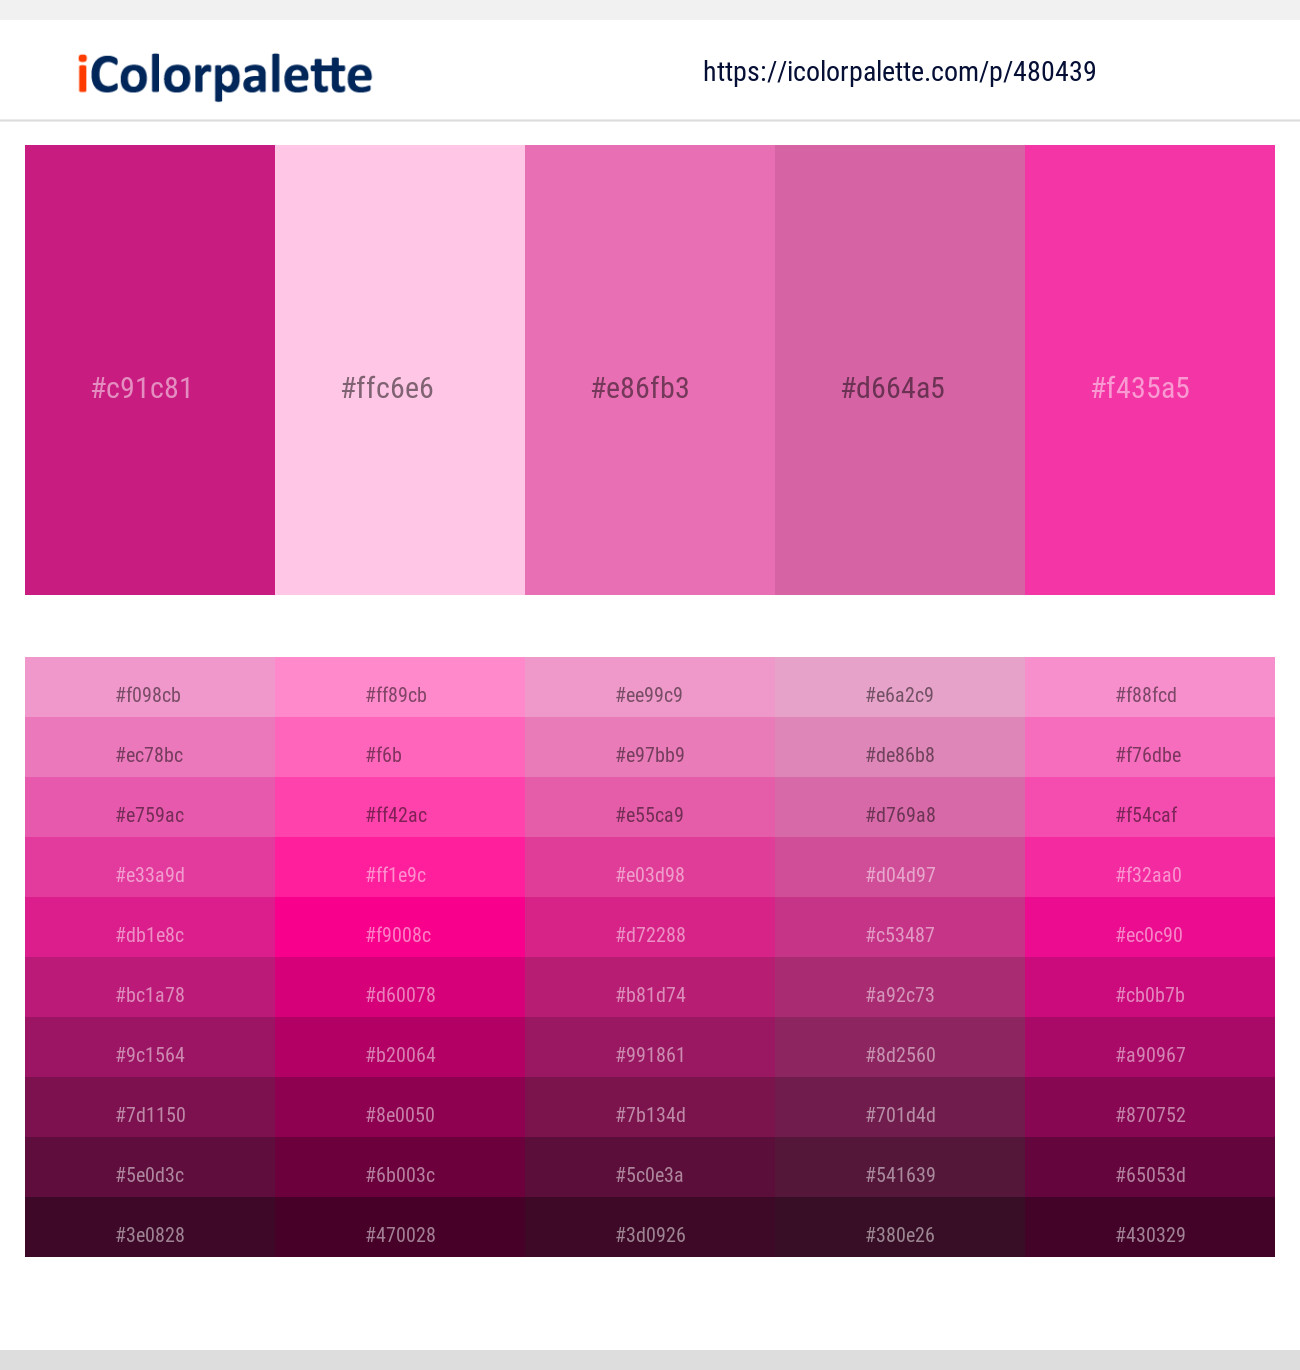 iColorpalette
https://icolorpalette.com/p/480439
#c91c81 #ffc6e6 #e86fb3 #d664a5 #f435a5
#f098cb #ff89cb #ee99c9 #e6a2c9 #f88fcd
#ec78bc #f6b #e97bb9 #de86b8 #f76dbe
#e759ac #ff42ac #e55ca9 #d769a8 #f54caf
#e33a9d #ff1e9c #e03d98 #d04d97 #f32aa0
#db1e8c #f9008c #d72288 #c53487 #ec0c90
#bc1a78 #d60078 #b81d74 #a92c73 #cb0b7b
#9c1564 #b20064 #991861 #8d2560 #a90967
#7d1150 #8e0050 #7b134d #701d4d #870752
#5e0d3c #6b003c #5c0e3a #541639 #65053d
#3e0828 #470028 #3d0926 #380e26 #430329